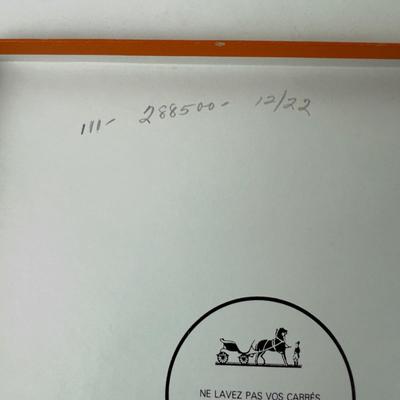 111- 288500- 12/22
NE LAVEZ PAS VOS CARRÉS